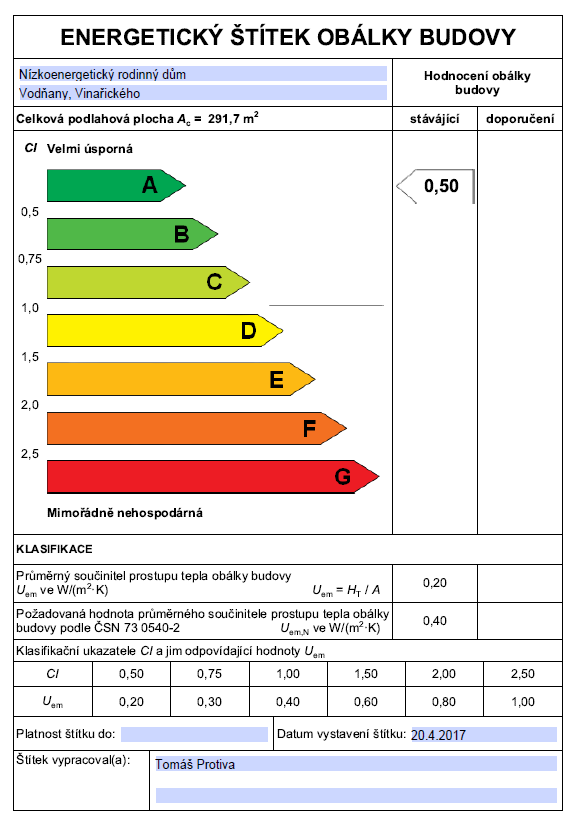 ENERGETICKÝ ŠTÍTEK OBÁLKY BUDOVY
Nízkoenergetický rodinný dům
Vodňany, Vinařického
Hodnocení obálky
budovy
Celková podlahová plocha Ac = 291,7 m²
stávající
doporučení
CI Velmi úsporná
A
0,50
0,5
B
0,75
C
1,0
D
1,5
E
2,0
F
2,5
G
Mimořádně nehospodárná
KLASIFIKACE
Průměrný součinitel prostupu tepla obálky budovy
Uem ve W/(m²·K) Uem = HT / A
0,20
Požadovaná hodnota průměrného součinitele prostupu tepla obálky
budovy podle ČSN 73 0540-2 Uem,N ve W/(m²·K)
0,40
Klasifikační ukazatele CI a jim odpovídající hodnoty Uem
CI 0,50 0,75 1,00 1,50 2,00 2,50
Uem 0,20 0,30 0,40 0,60 0,80 1,00
Platnost štítku do:
Datum vystavení štítku: 20.4.2017
Štítek vypracoval(a): Tomáš Protiva